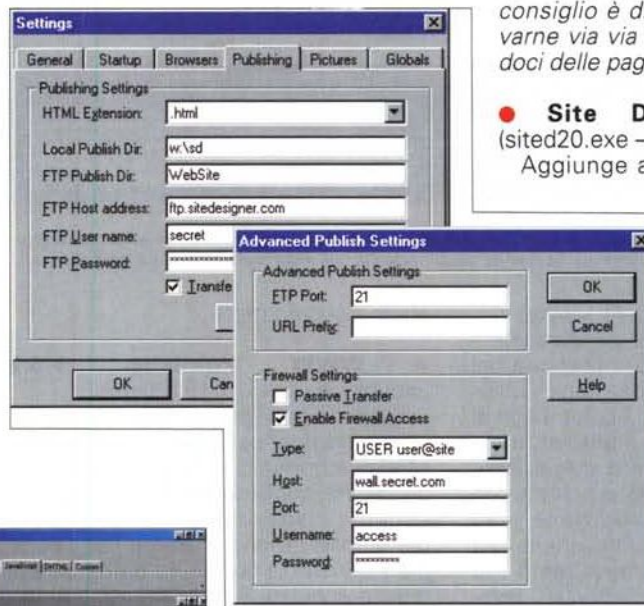 Settings
General Startup Browsers Publishing Pictures Globals
Publishing Settings
HTML Extension: .html
Local Publish Dir: w:\sd
FTP Publish Dir: WebSite
FTP Host address: ftp.sitedesigner.com
FTP User name: secret
FTP Password: ****************
Transfe
OK Can
Advanced Publish Settings
Advanced Publish Settings
FTP Port: 21
URL Prefix:
OK
Cancel
Help
Firewall Settings
Passive Transfer
Enable Firewall Access
Type: USER user@site
Host: wall.secret.com
Port: 21
Username: access
Password: *********
JavaScript DHTML Custom
consiglio è d
varne via via
doci delle pag
● Site D
(sited20.exe –
Aggiunge a